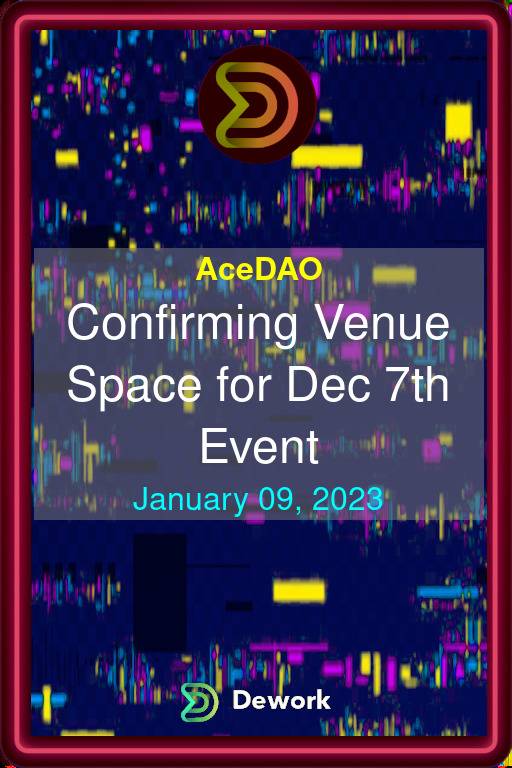 AceDAO
Confirming Venue
Space for Dec 7th
Event
January 09, 2023
Dework